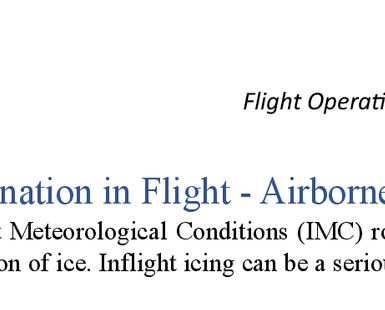 Flight Operati
nation in Flight - Airborne
t Meteorological Conditions (IMC) ro
on of ice. Inflight icing can be a seriou